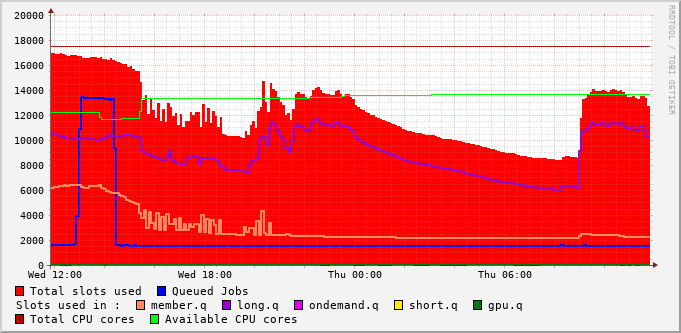 20000
18000
16000
14000
12000
10000
8000
6000
4000
2000
0
Wed 12:00 Wed 18:00 Thu 00:00 Thu 06:00
Total slots used Queued Jobs
Slots used in : member.q long.q ondemand.q short.q gpu.q
Total CPU cores Available CPU cores
RRDTOOL / TOBI OETIKER